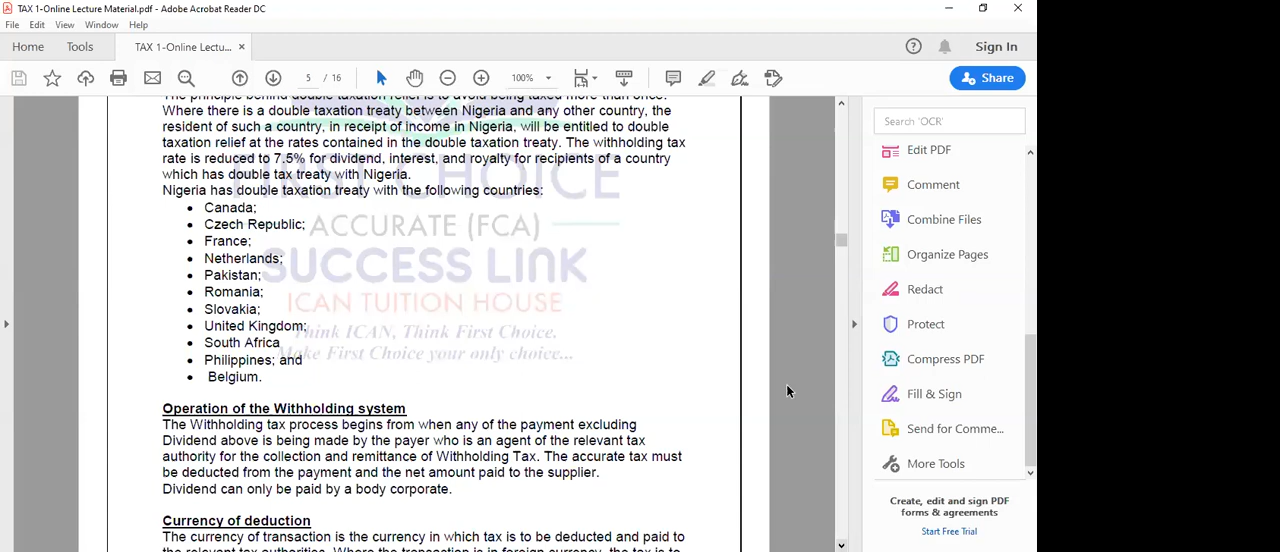 TAX 1-Online Lecture Material.pdf - Adobe Acrobat Reader DC
File Edit View Window Help
Home Tools TAX 1-Online Lectu... Sign In
5 / 16 100% Share
The principle behind double taxation relief is to avoid being taxed more than once.
Where there is a double taxation treaty between Nigeria and any other country, the
resident of such a country, in receipt of income in Nigeria, will be entitled to double
taxation relief at the rates contained in the double taxation treaty. The withholding tax
rate is reduced to 7.5% for dividend, interest, and royalty for recipients of a country
which has double tax treaty with Nigeria.
Nigeria has double taxation treaty with the following countries:
• Canada;
• Czech Republic;
• France;
• Netherlands;
• Pakistan;
• Romania;
• Slovakia;
• United Kingdom;
• South Africa
• Philippines; and
• Belgium.
FIRST CHOICE
ACCURATE (FCA)
SUCCESS LINK
ICAN TUITION HOUSE
Think ICAN, Think First Choice.
Make First Choice your only choice...
Operation of the Withholding system
The Withholding tax process begins from when any of the payment excluding
Dividend above is being made by the payer who is an agent of the relevant tax
authority for the collection and remittance of Withholding Tax. The accurate tax must
be deducted from the payment and the net amount paid to the supplier.
Dividend can only be paid by a body corporate.
Currency of deduction
The currency of transaction is the currency in which tax is to be deducted and paid to
the relevant tax authorities. Where the transaction is in foreign currency, the tax is to
Search 'OCR'
Edit PDF
Comment
Combine Files
Organize Pages
Redact
Protect
Compress PDF
Fill & Sign
Send for Comme...
More Tools
Create, edit and sign PDF
forms & agreements
Start Free Trial